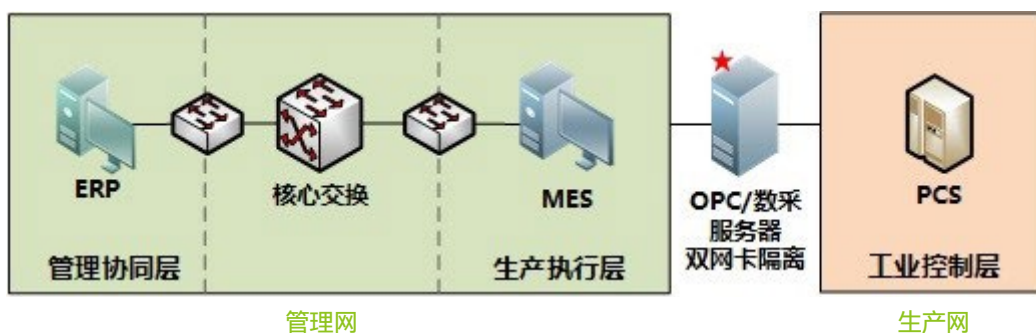 ERP
核心交换
MES
OPC/数采
服务器
双网卡隔离
PCS
管理协同层
生产执行层
工业控制层
管理网
生产网